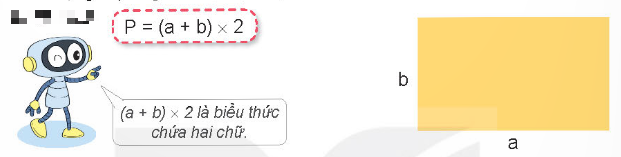 P = (a + b) × 2
(a + b) × 2 là biểu thức
chứa hai chữ.
b
a